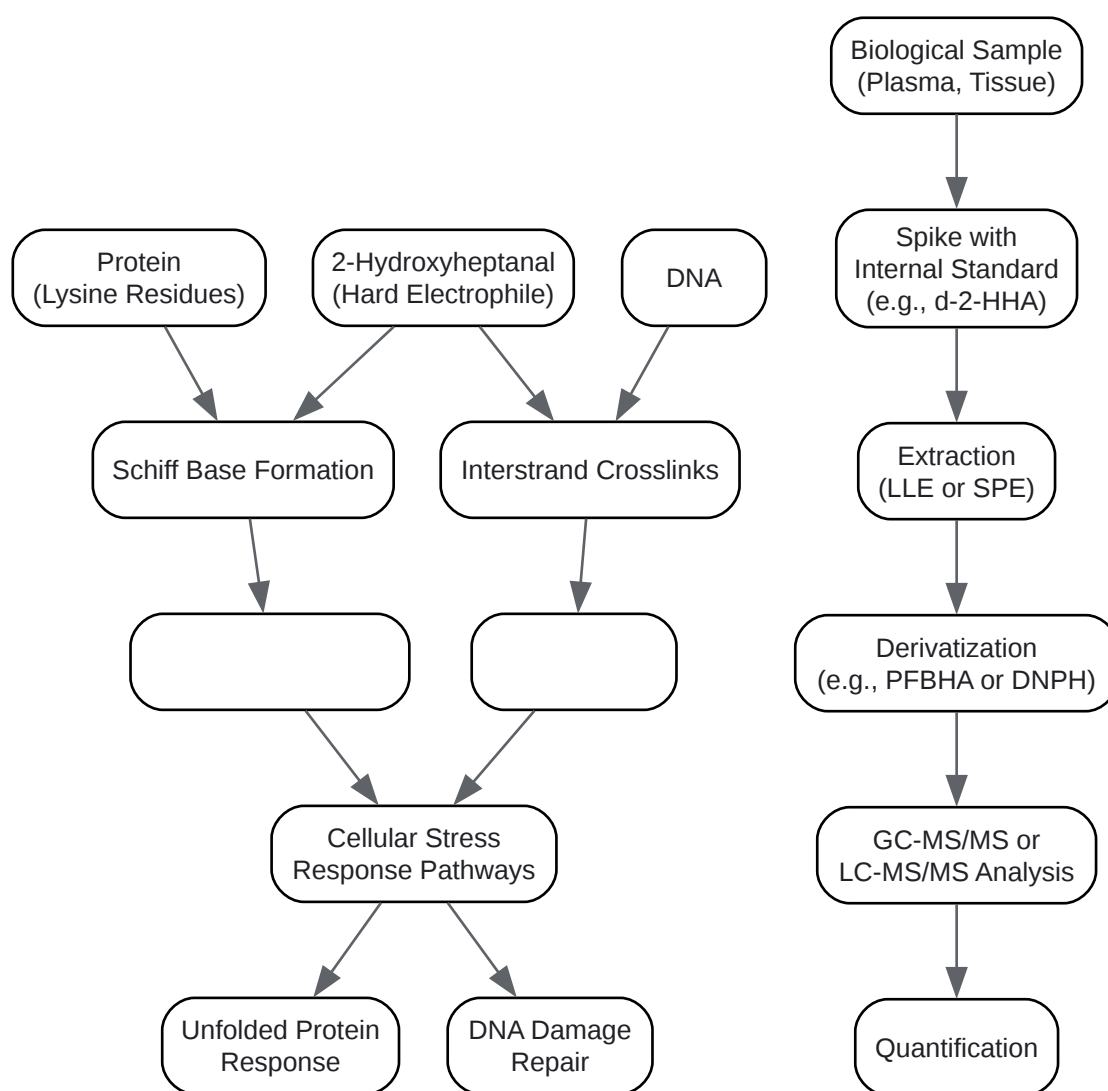 Biological Sample
(Plasma, Tissue)
Spike with
Internal Standard
(e.g., d-2-HHA)
Protein
(Lysine Residues)
2-Hydroxyheptanal
(Hard Electrophile)
DNA
Schiff Base Formation
Interstrand Crosslinks
Extraction
(LLE or SPE)
Derivatization
(e.g., PFBHA or DNPH)
Cellular Stress
Response Pathways
GC-MS/MS or
LC-MS/MS Analysis
Unfolded Protein
Response
DNA Damage
Repair
Quantification